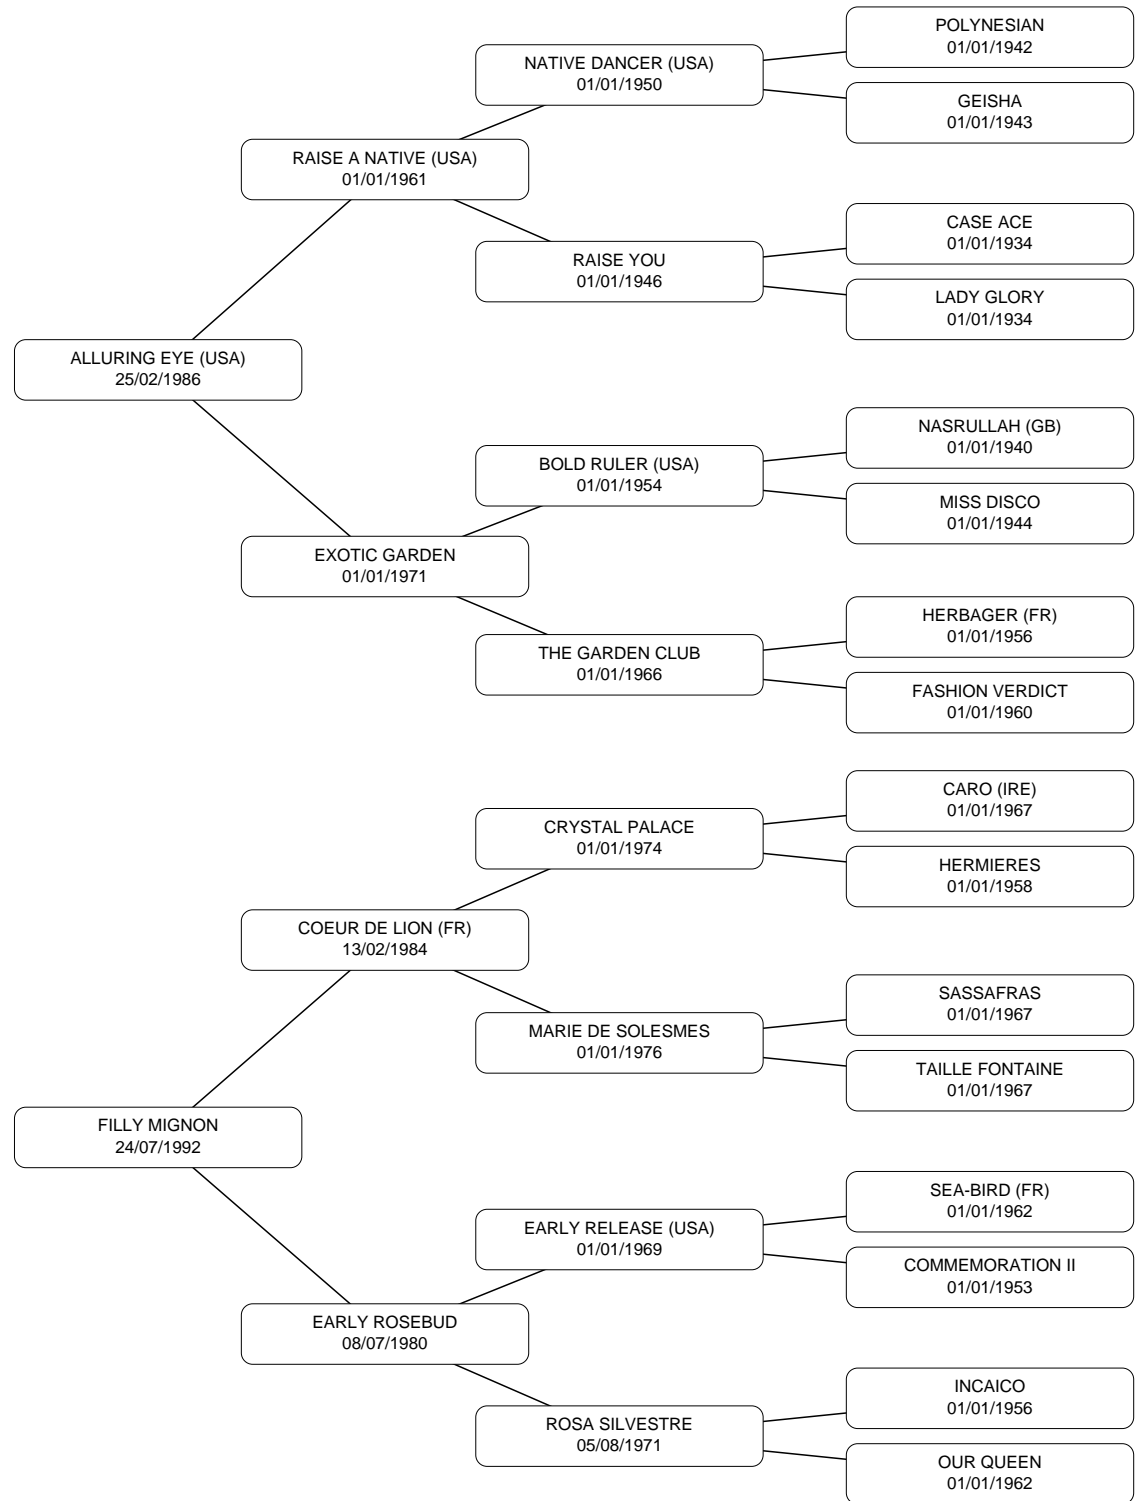 POLYNESIAN
01/01/1942
NATIVE DANCER (USA)
01/01/1950
GEISHA
01/01/1943
RAISE A NATIVE (USA)
01/01/1961
CASE ACE
01/01/1934
RAISE YOU
01/01/1946
LADY GLORY
01/01/1934
ALLURING EYE (USA)
25/02/1986
NASRULLAH (GB)
01/01/1940
BOLD RULER (USA)
01/01/1954
MISS DISCO
01/01/1944
EXOTIC GARDEN
01/01/1971
HERBAGER (FR)
01/01/1956
THE GARDEN CLUB
01/01/1966
FASHION VERDICT
01/01/1960
CARO (IRE)
01/01/1967
CRYSTAL PALACE
01/01/1974
HERMIERES
01/01/1958
COEUR DE LION (FR)
13/02/1984
SASSAFRAS
01/01/1967
MARIE DE SOLESMES
01/01/1976
TAILLE FONTAINE
01/01/1967
FILLY MIGNON
24/07/1992
SEA-BIRD (FR)
01/01/1962
EARLY RELEASE (USA)
01/01/1969
COMMEMORATION II
01/01/1953
EARLY ROSEBUD
08/07/1980
INCAICO
01/01/1956
ROSA SILVESTRE
05/08/1971
OUR QUEEN
01/01/1962